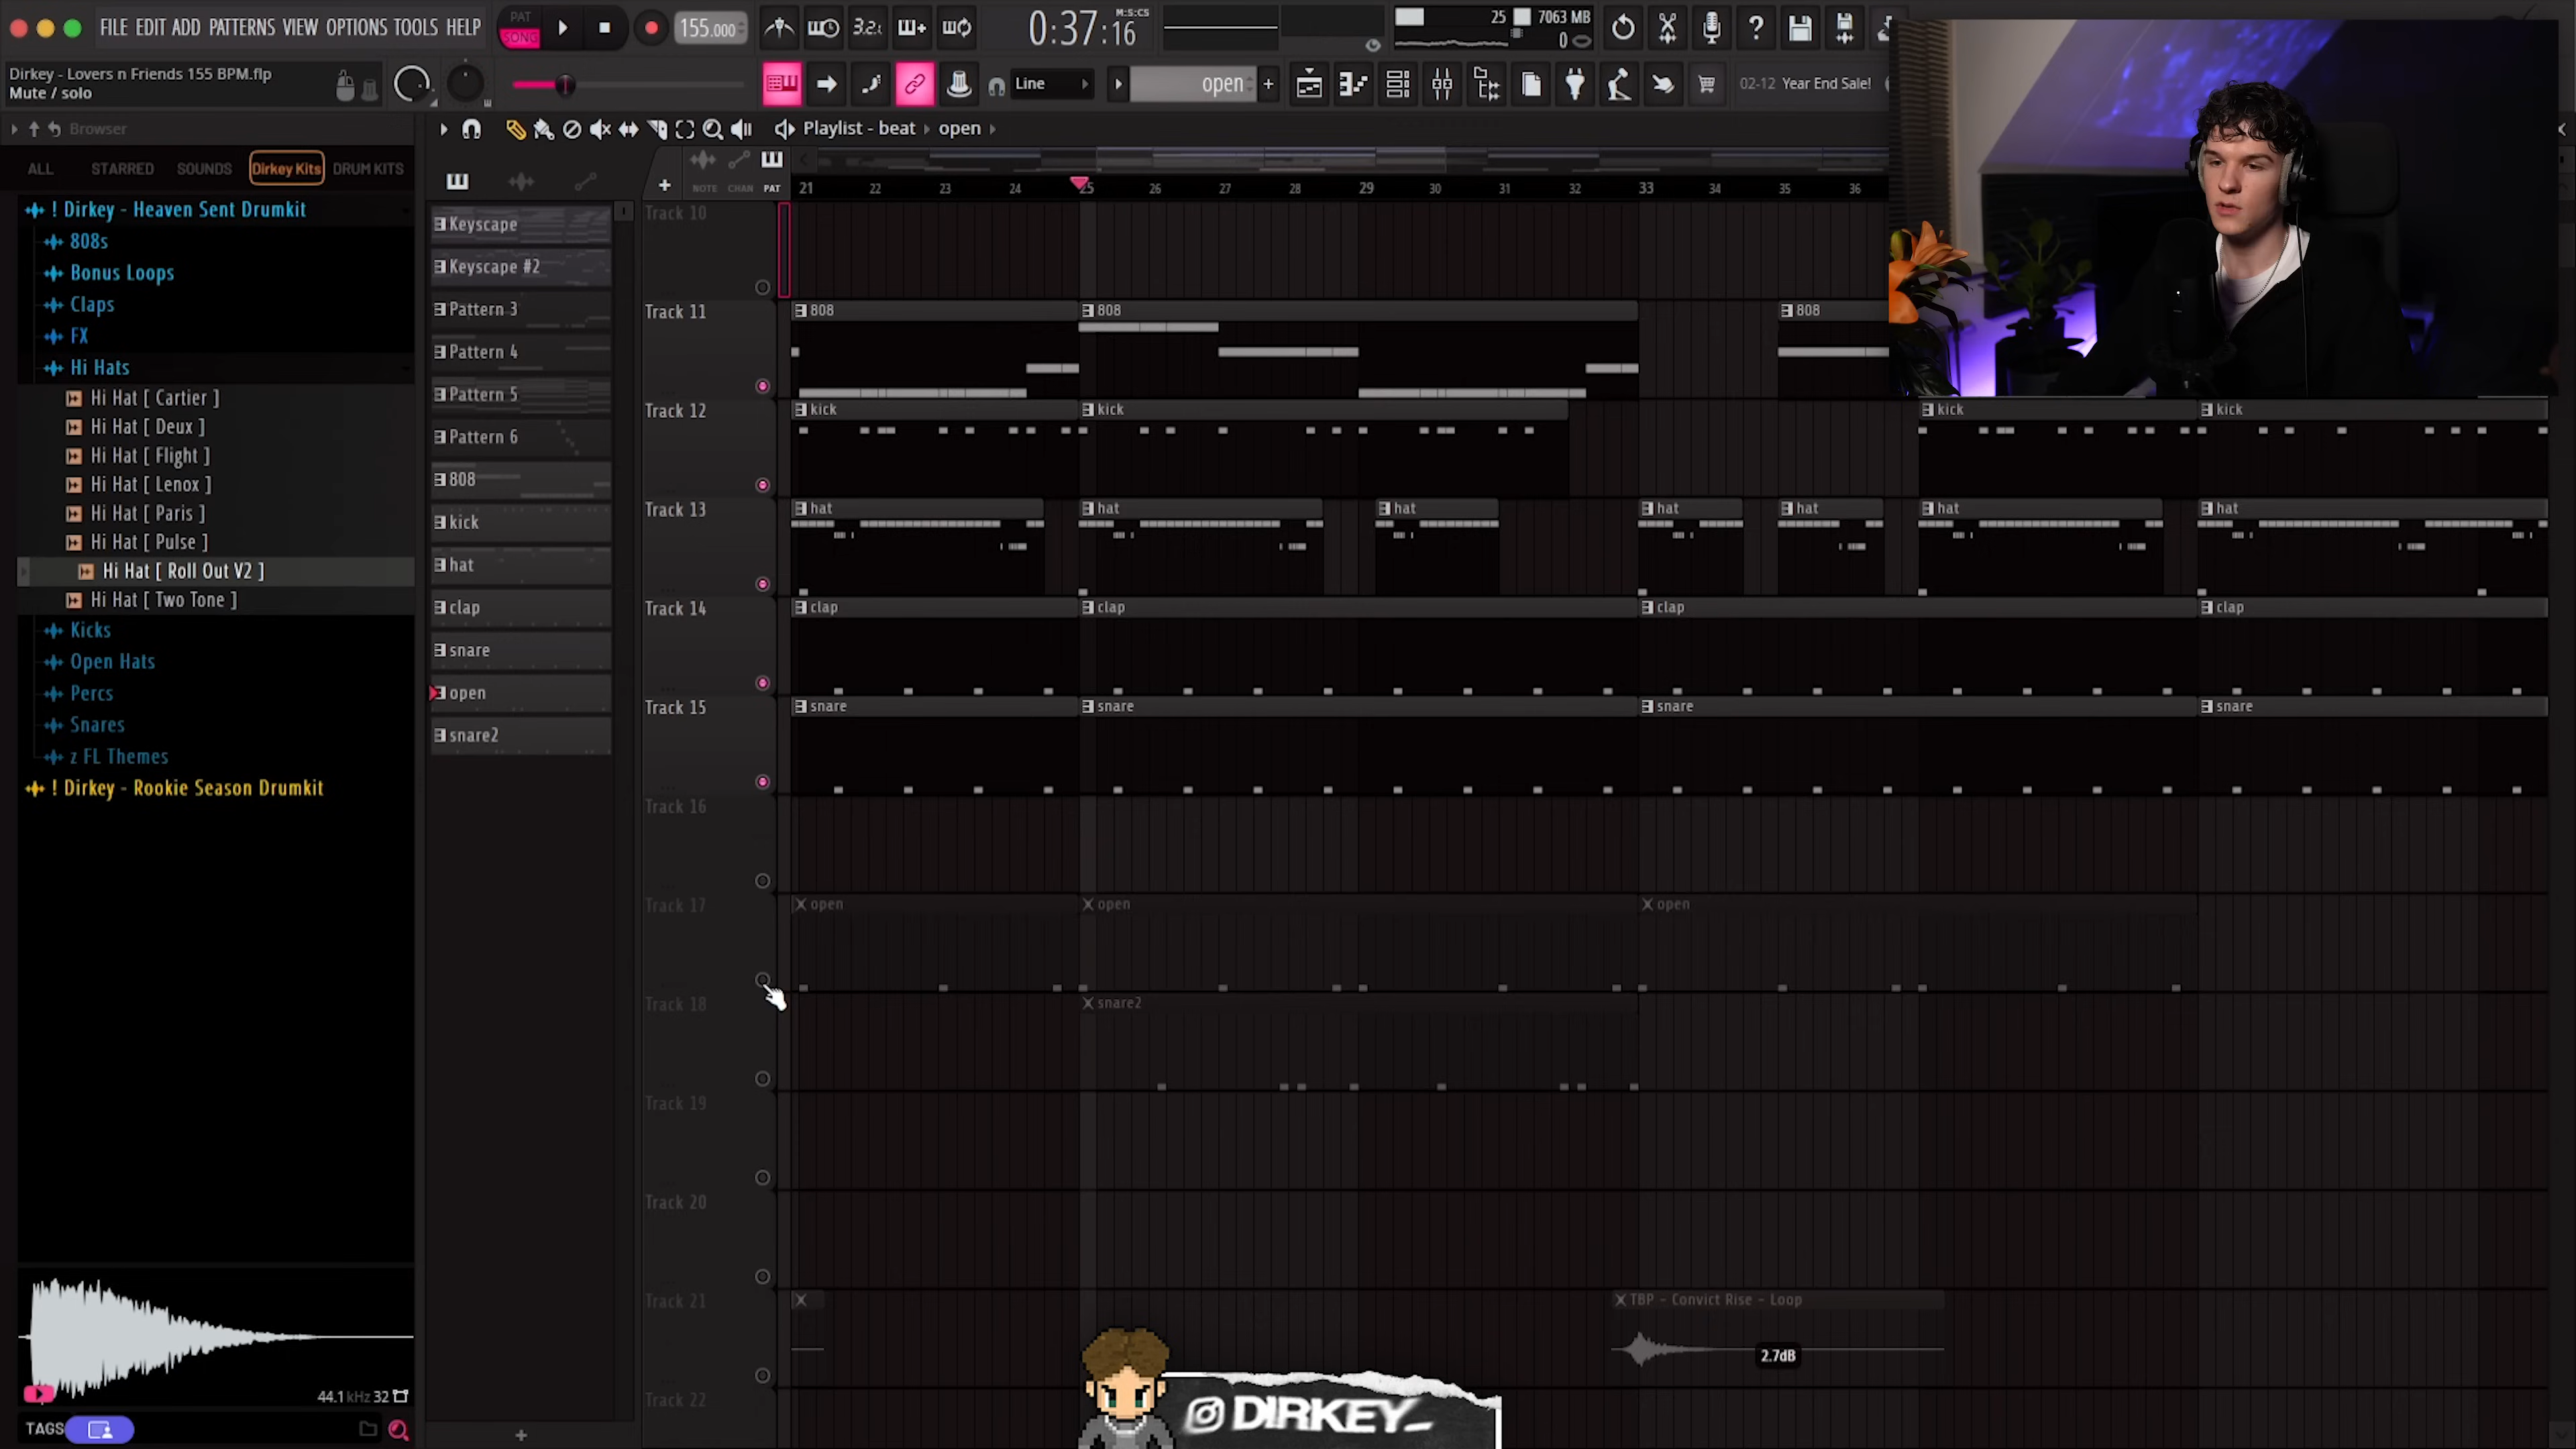 FILE EDIT ADD PATTERNS VIEW OPTIONS TOOLS HELP
PAT
SONG
155.000
3.2.
0:37:16
M:S:CS
25
7063 MB
0
Dirkey - Lovers n Friends 155 BPM.flp
Mute / solo
Line
open
02-12 Year End Sale!
Browser
Playlist - beat
open
ALL
STARRED
SOUNDS
Dirkey Kits
DRUM KITS
NOTE
CHAN
PAT
21 22 23 24 25 26 27 28 29 30 31 32 33 34 35 36
! Dirkey - Heaven Sent Drumkit
808s
Bonus Loops
Claps
FX
Hi Hats
Hi Hat [ Cartier ]
Hi Hat [ Deux ]
Hi Hat [ Flight ]
Hi Hat [ Lenox ]
Hi Hat [ Paris ]
Hi Hat [ Pulse ]
Hi Hat [ Roll Out V2 ]
Hi Hat [ Two Tone ]
Kicks
Open Hats
Percs
Snares
z FL Themes
! Dirkey - Rookie Season Drumkit
44.1 kHz 32
TAGS
Keyscape
Keyscape #2
Pattern 3
Pattern 4
Pattern 5
Pattern 6
808
kick
hat
clap
snare
open
snare2
Track 10
Track 11
808
808
808
Track 12
kick
kick
kick
kick
Track 13
hat
hat
hat
hat
hat
hat
hat
Track 14
clap
clap
clap
clap
Track 15
snare
snare
snare
snare
Track 16
Track 17
open
open
open
Track 18
snare2
Track 19
Track 20
Track 21
TBP - Convict Rise - Loop
2.7dB
Track 22
DIRKEY_